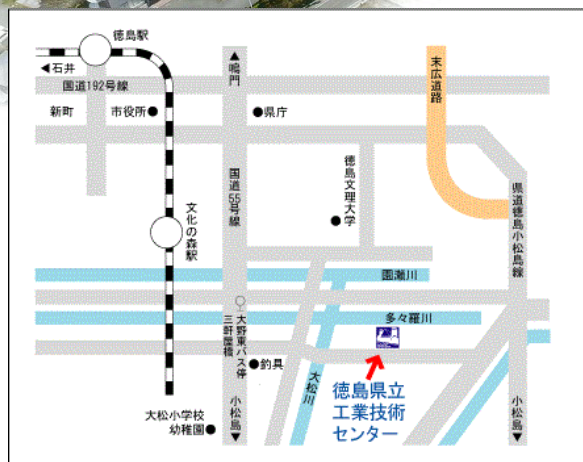 徳島駅
◀石井
国道192号線
新町
市役所●
▲鳴門
●県庁
末広道路
国道55号線
徳島文理大学●
県道徳島小松島線
文化の森駅
園瀬川
多々羅川
大野東バス停
三軒屋橋
●釣具
大松川
徳島県立
工業技術
センター
大松小学校
幼稚園●
小松島▼
小松島▼